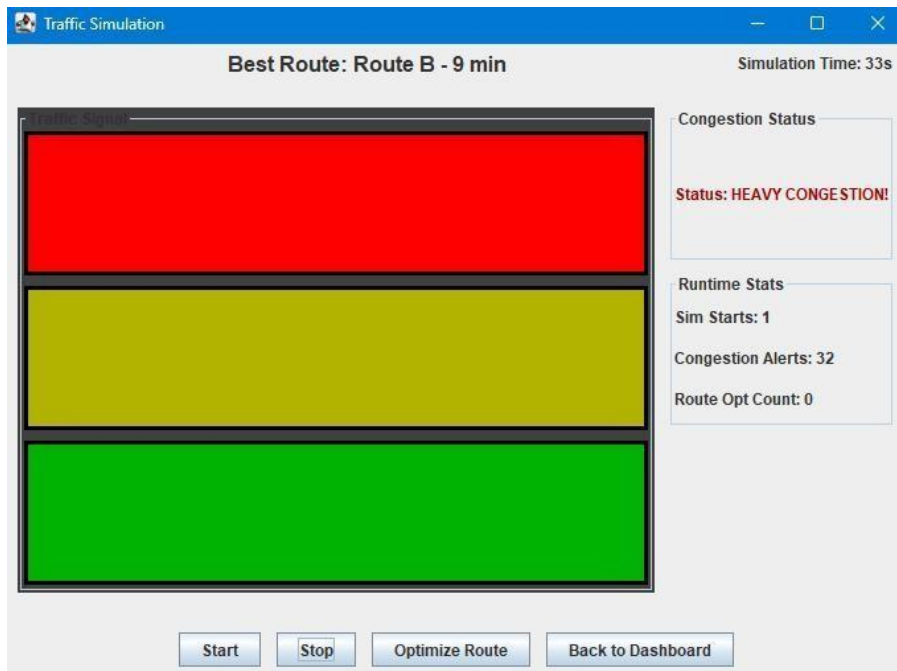 Traffic Simulation
Best Route: Route B - 9 min
Simulation Time: 33s
Traffic Signal
Congestion Status
Status: HEAVY CONGESTION!
Runtime Stats
Sim Starts: 1
Congestion Alerts: 32
Route Opt Count: 0
Start
Stop
Optimize Route
Back to Dashboard